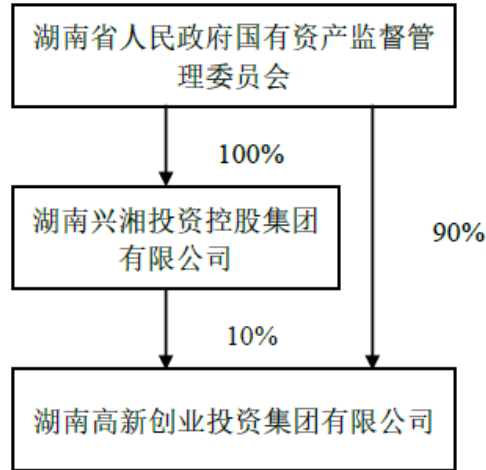 湖南省人民政府国有资产监督管
理委员会
100%
湖南兴湘投资控股集团
有限公司
90%
10%
湖南高新创业投资集团有限公司